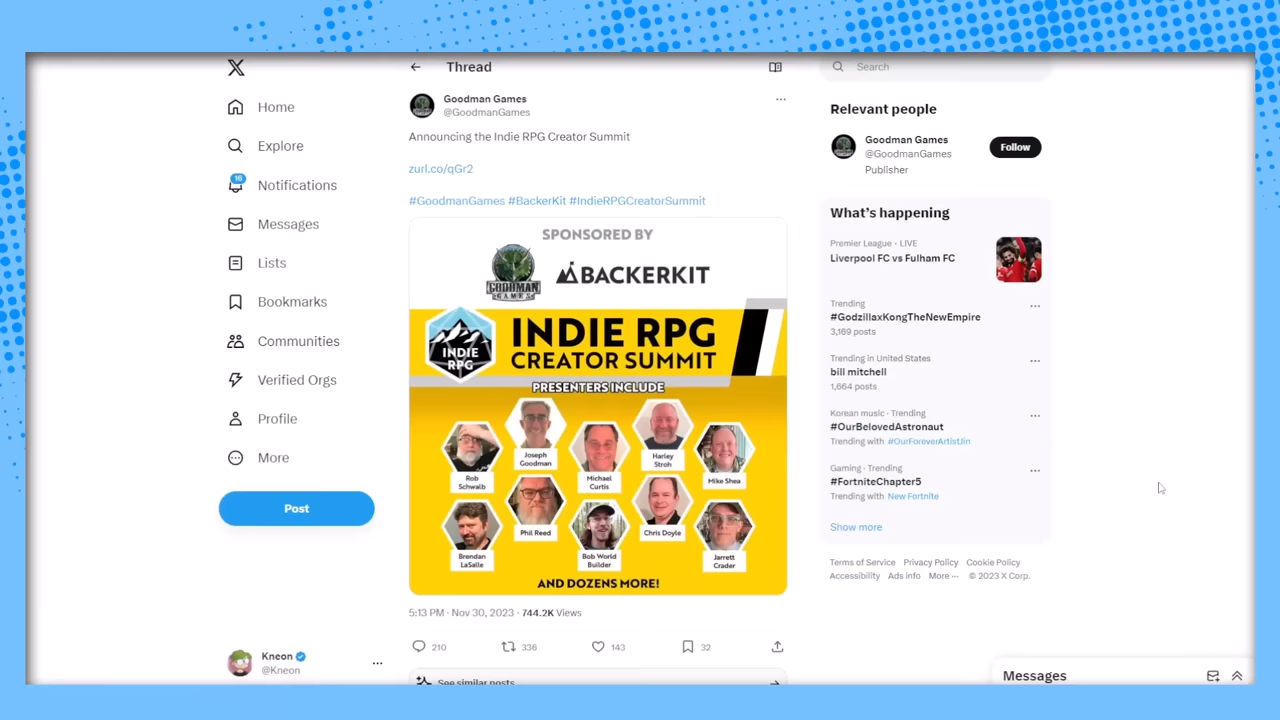 Home
Explore
16
Notifications
Messages
Lists
Bookmarks
Communities
Verified Orgs
Profile
More
Post
Kneon
@Kneon
Thread
Goodman Games
@GoodmanGames
Announcing the Indie RPG Creator Summit
zurl.co/qGr2
#GoodmanGames #BackerKit #IndieRPGCreatorSummit
SPONSORED BY
GOODMAN
GAMES
BACKERKIT
INDIE
RPG
INDIE RPG
CREATOR SUMMIT
PRESENTERS INCLUDE
Rob
Schwalb
Joseph
Goodman
Michael
Curtis
Harley
Stroh
Mike Shea
Brendan
LaSalle
Phil Reed
Bob World
Builder
Chris Doyle
Jarrett
Crader
AND DOZENS MORE!
5:13 PM · Nov 30, 2023 · 744.2K Views
210
336
143
32
See similar posts
Search
Relevant people
Goodman Games
@GoodmanGames
Follow
Publisher
What's happening
Premier League · LIVE
Liverpool FC vs Fulham FC
Trending
#GodzillaxKongTheNewEmpire
3,169 posts
Trending in United States
bill mitchell
1,664 posts
Korean music · Trending
#OurBelovedAstronaut
Trending with #OurForeverArtistJin
Gaming · Trending
#FortniteChapter5
Trending with New Fortnite
Show more
Terms of Service Privacy Policy Cookie Policy
Accessibility Ads info More ··· © 2023 X Corp.
Messages